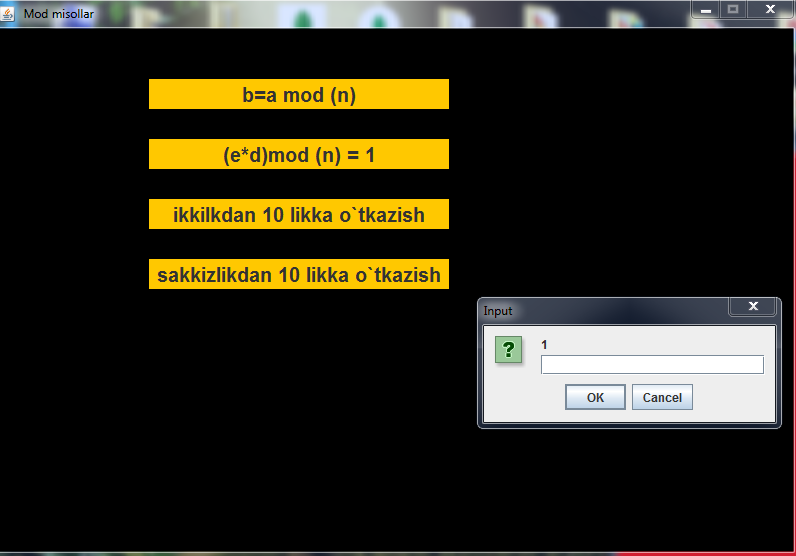 Mod misollar
b=a mod (n)
(e*d)mod (n) = 1
ikkilkdan 10 likka o`tkazish
sakkizlikdan 10 likka o`tkazish
Input
?
1
OK
Cancel